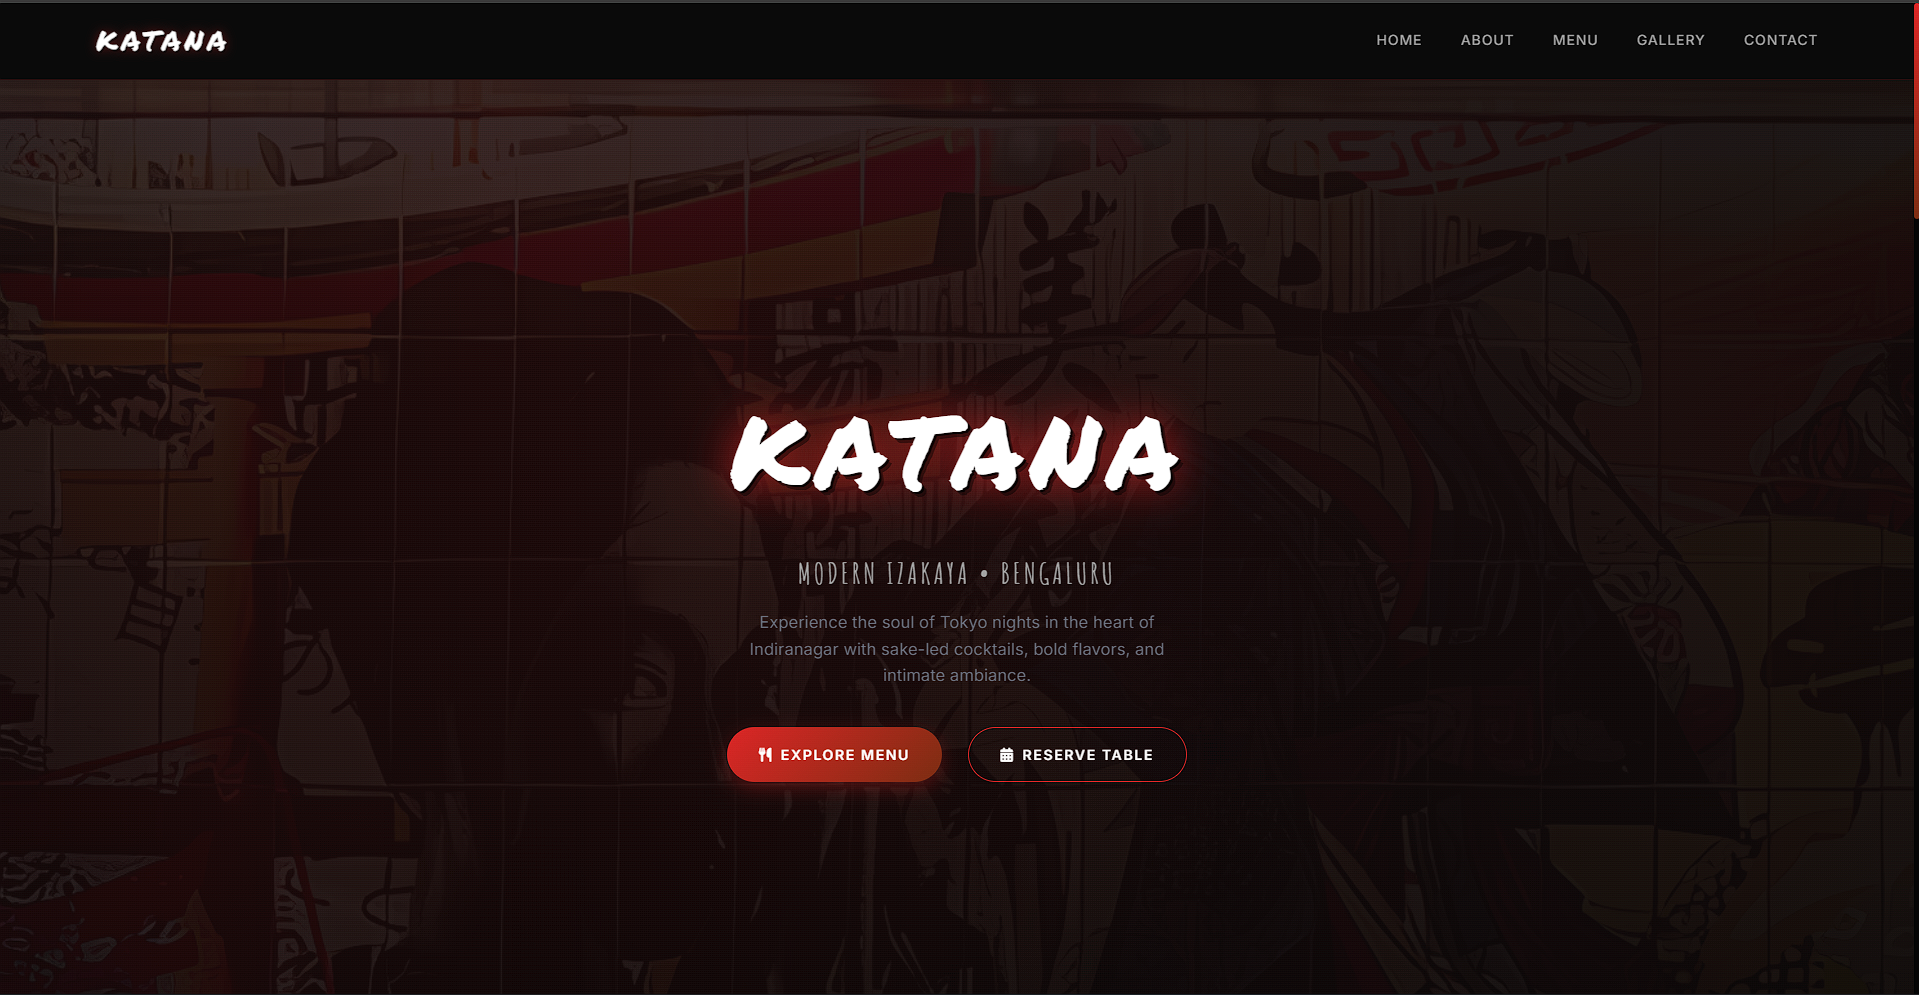 KATANA
HOME ABOUT MENU GALLERY CONTACT
美
KATANA
MODERN IZAKAYA • BENGALURU
Experience the soul of Tokyo nights in the heart of
Indiranagar with sake-led cocktails, bold flavors, and
intimate ambiance.
EXPLORE MENU
RESERVE TABLE